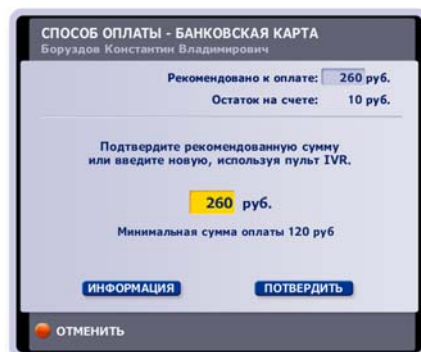 СПОСОБ ОПЛАТЫ - БАНКОВСКАЯ КАРТА
Боруздов Константин Владимирович
Рекомендовано к оплате: 260 руб.
Остаток на счете: 10 руб.
Подтвердите рекомендованную сумму
или введите новую, используя пульт IVR.
260 руб.
Минимальная сумма оплаты 120 руб
ИНФОРМАЦИЯ ПОТВЕРДИТЬ
ОТМЕНИТЬ